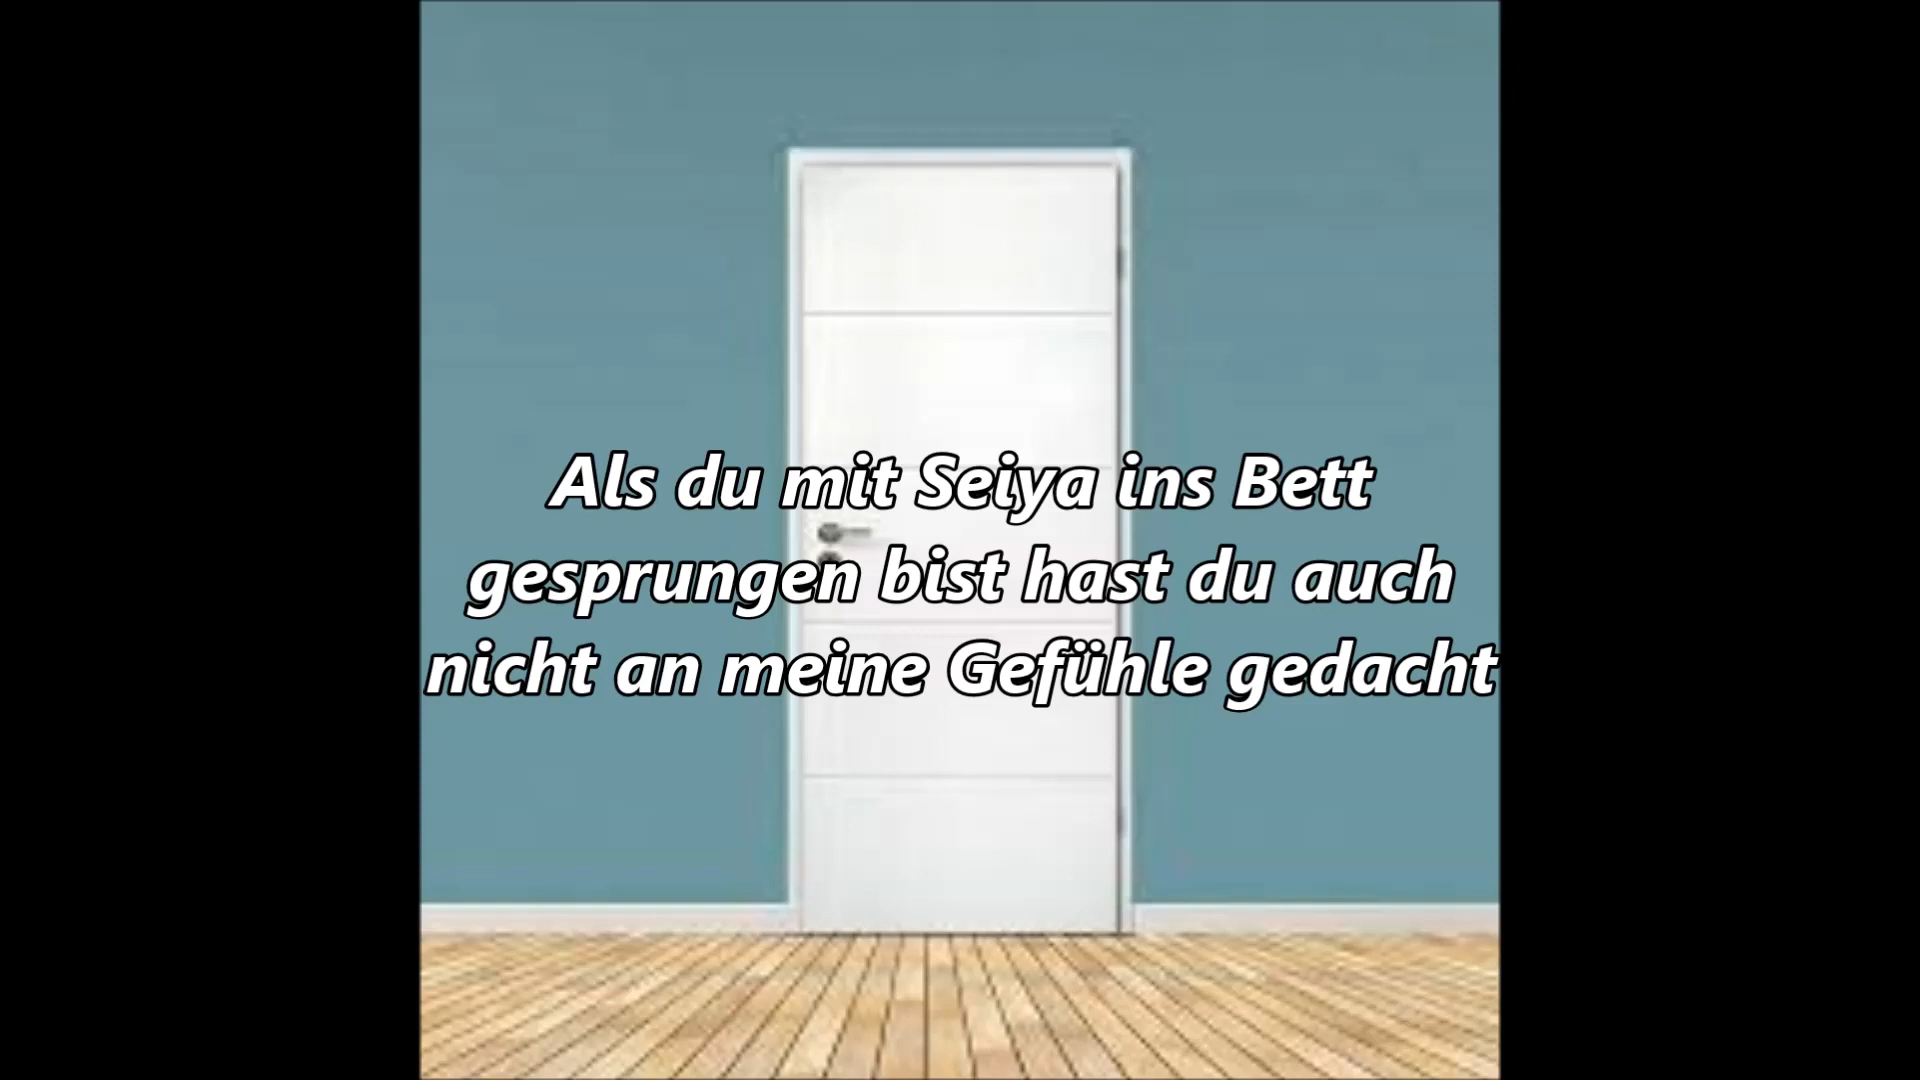 Als du mit Seiya ins Bett
gesprungen bist hast du auch
nicht an meine Gefühle gedacht